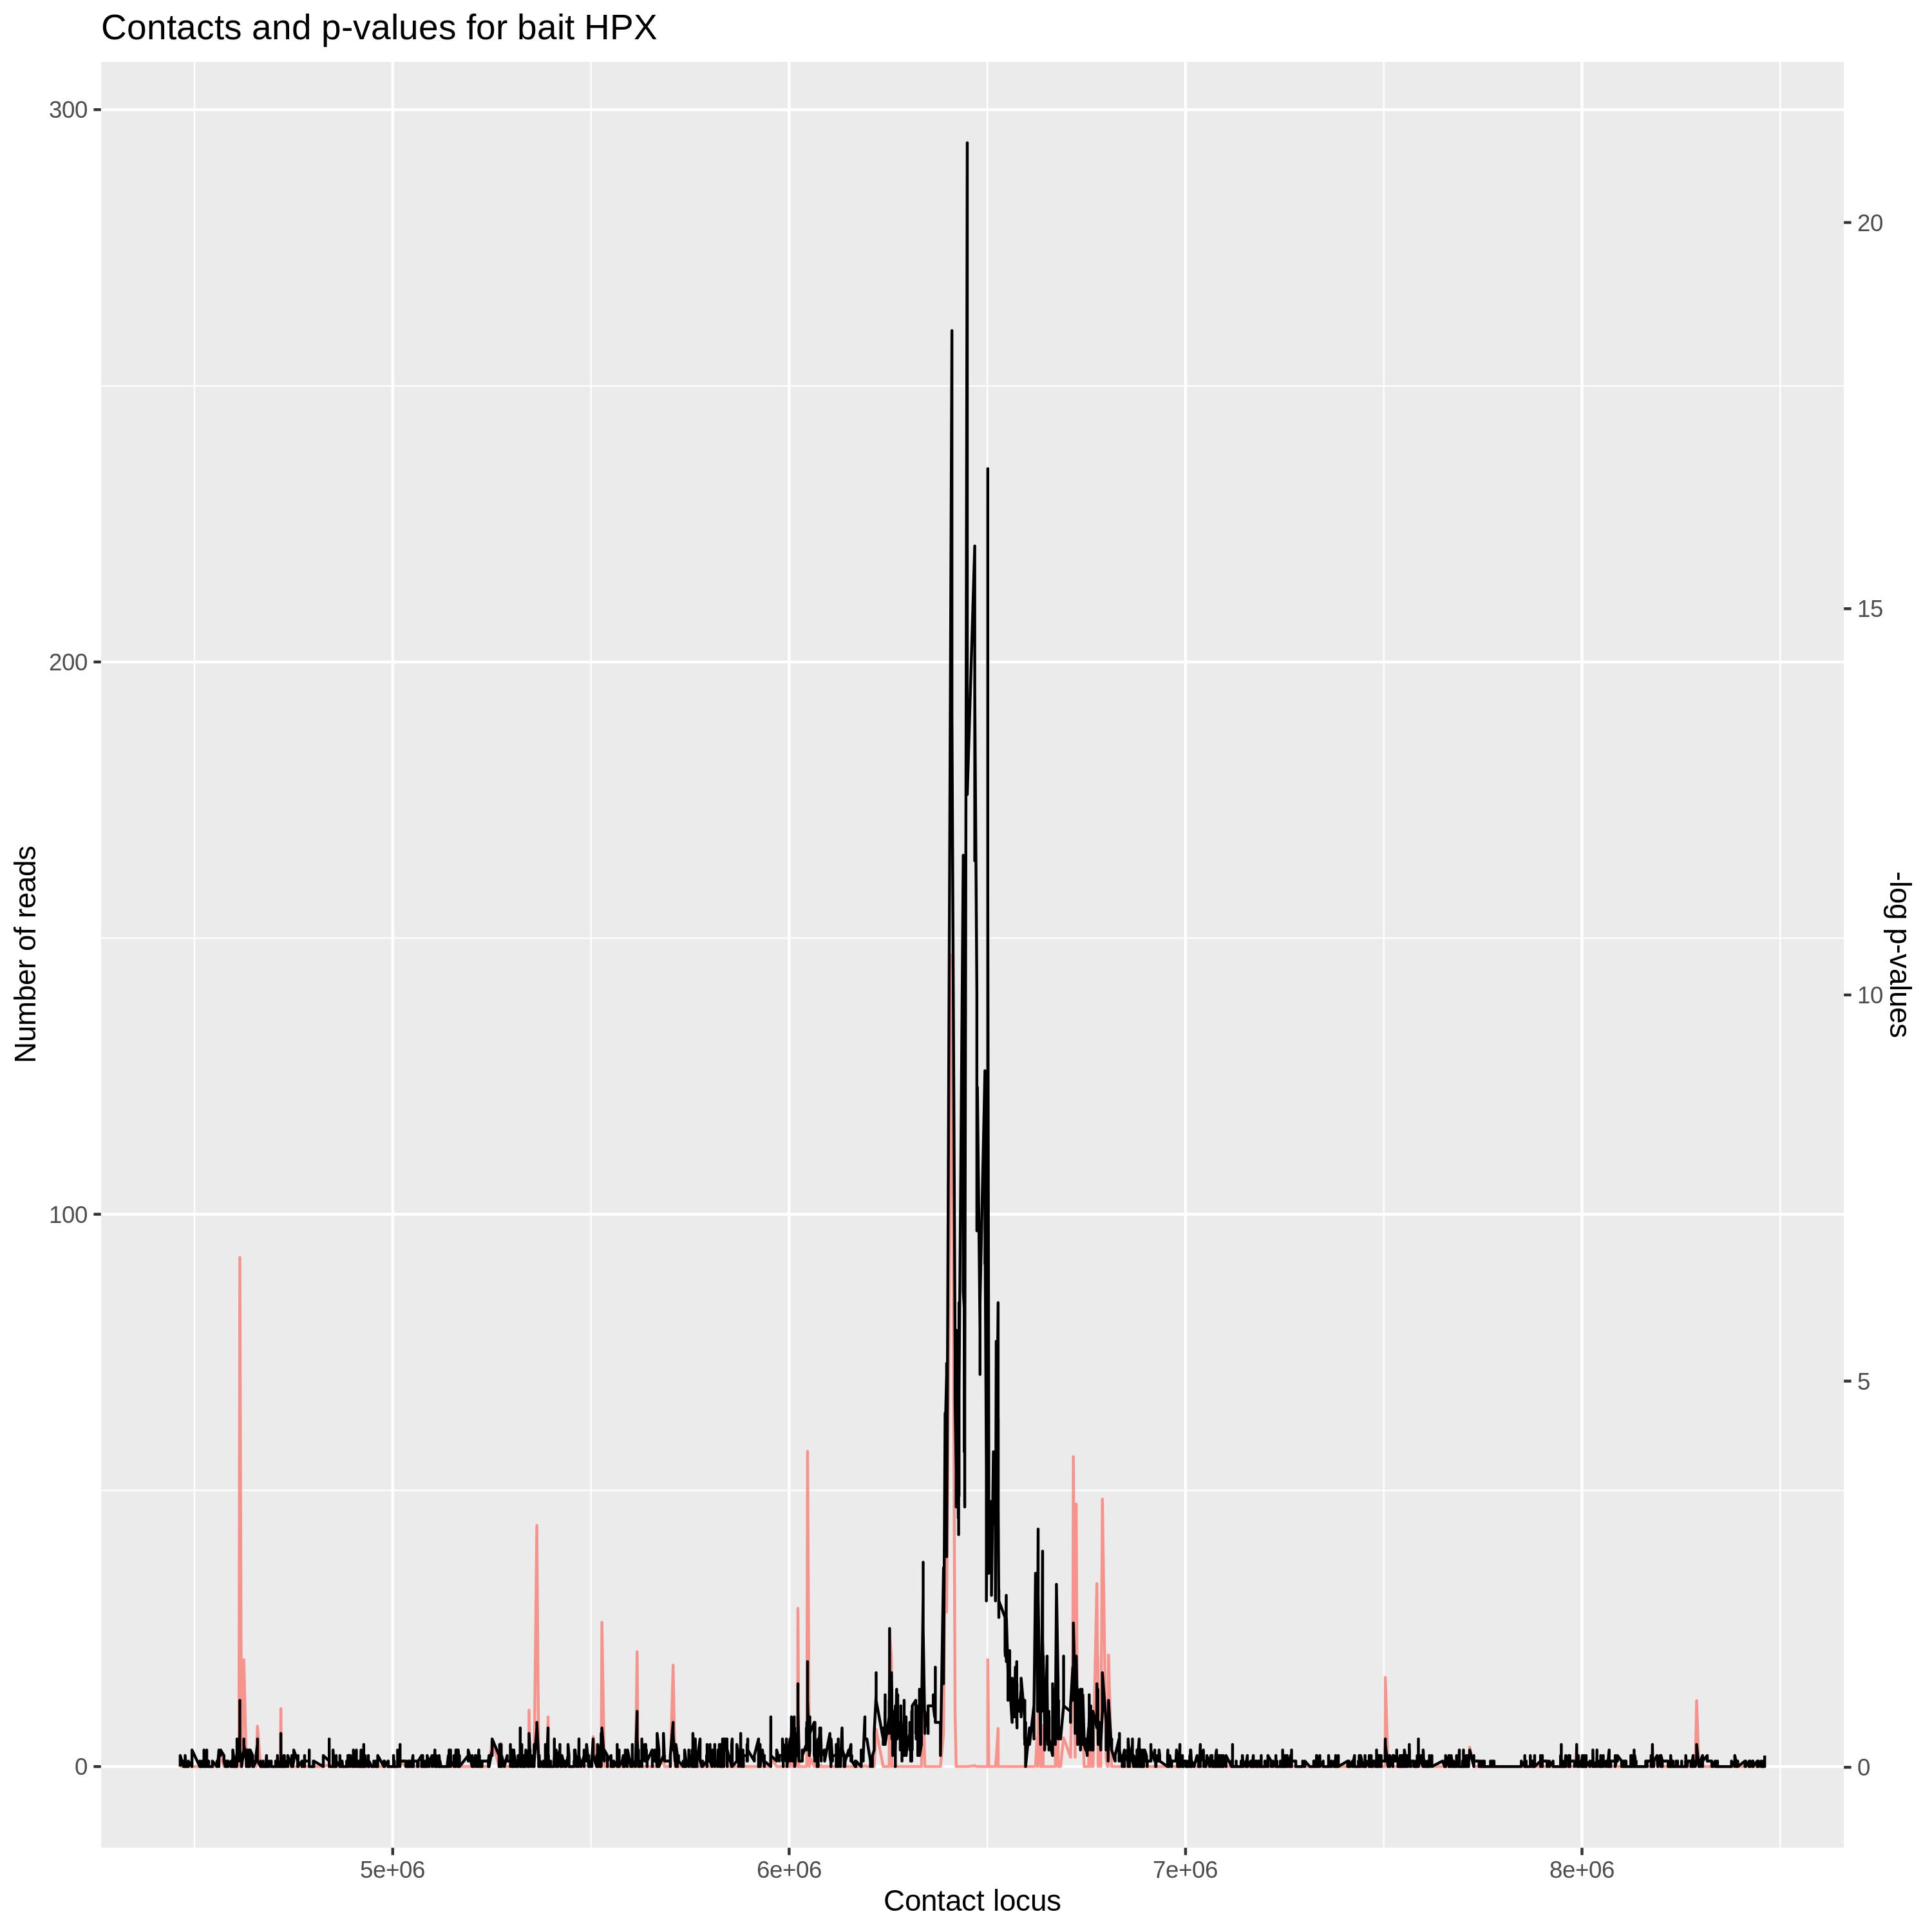 Contacts and p-values for bait HPX
300
200
100
0
Number of reads
20
15
10
5
0
-log p-values
5e+06
6e+06
7e+06
8e+06
Contact locus